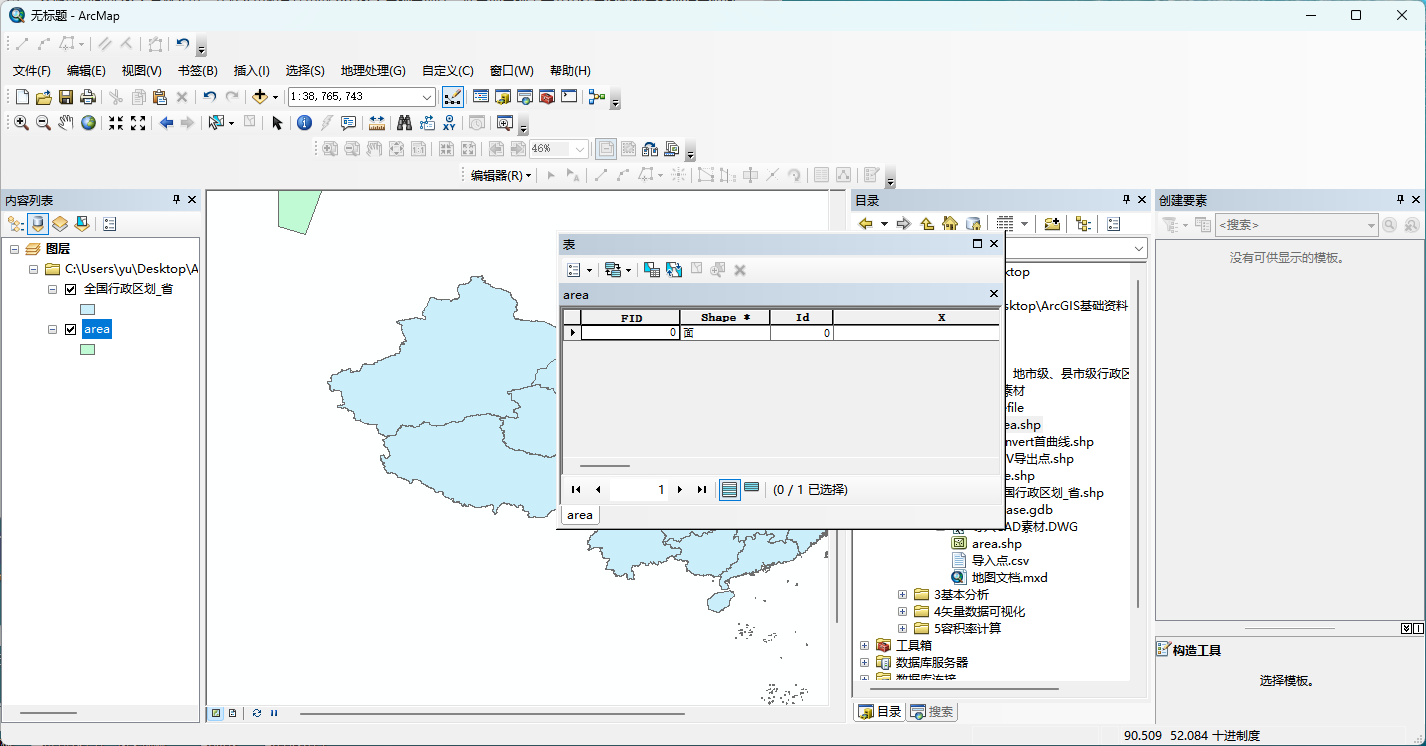 无标题 - ArcMap
文件(F) 编辑(E) 视图(V) 书签(B) 插入(I) 选择(S) 地理处理(G) 自定义(C) 窗口(W) 帮助(H)
1:38,765,743
XY
46%
编辑器(R)
内容列表
图层
C:\Users\yu\Desktop\A
全国行政区划_省
area
表
area
FID Shape * Id X
0 面 0
1 (0 / 1 已选择)
area
目录
ktop
sktop\ArcGIS基础资料
、地市级、县市级行政区
素材
file
ea.shp
nvert首曲线.shp
V导出点.shp
e.shp
国行政区划_省.shp
ase.gdb
CAD素材.DWG
area.shp
导入点.csv
地图文档.mxd
3基本分析
4矢量数据可视化
5容积率计算
工具箱
数据库服务器
数据库连接
目录 搜索
创建要素
<搜索>
没有可供显示的模板。
构造工具
选择模板。
90.509 52.084 十进制度